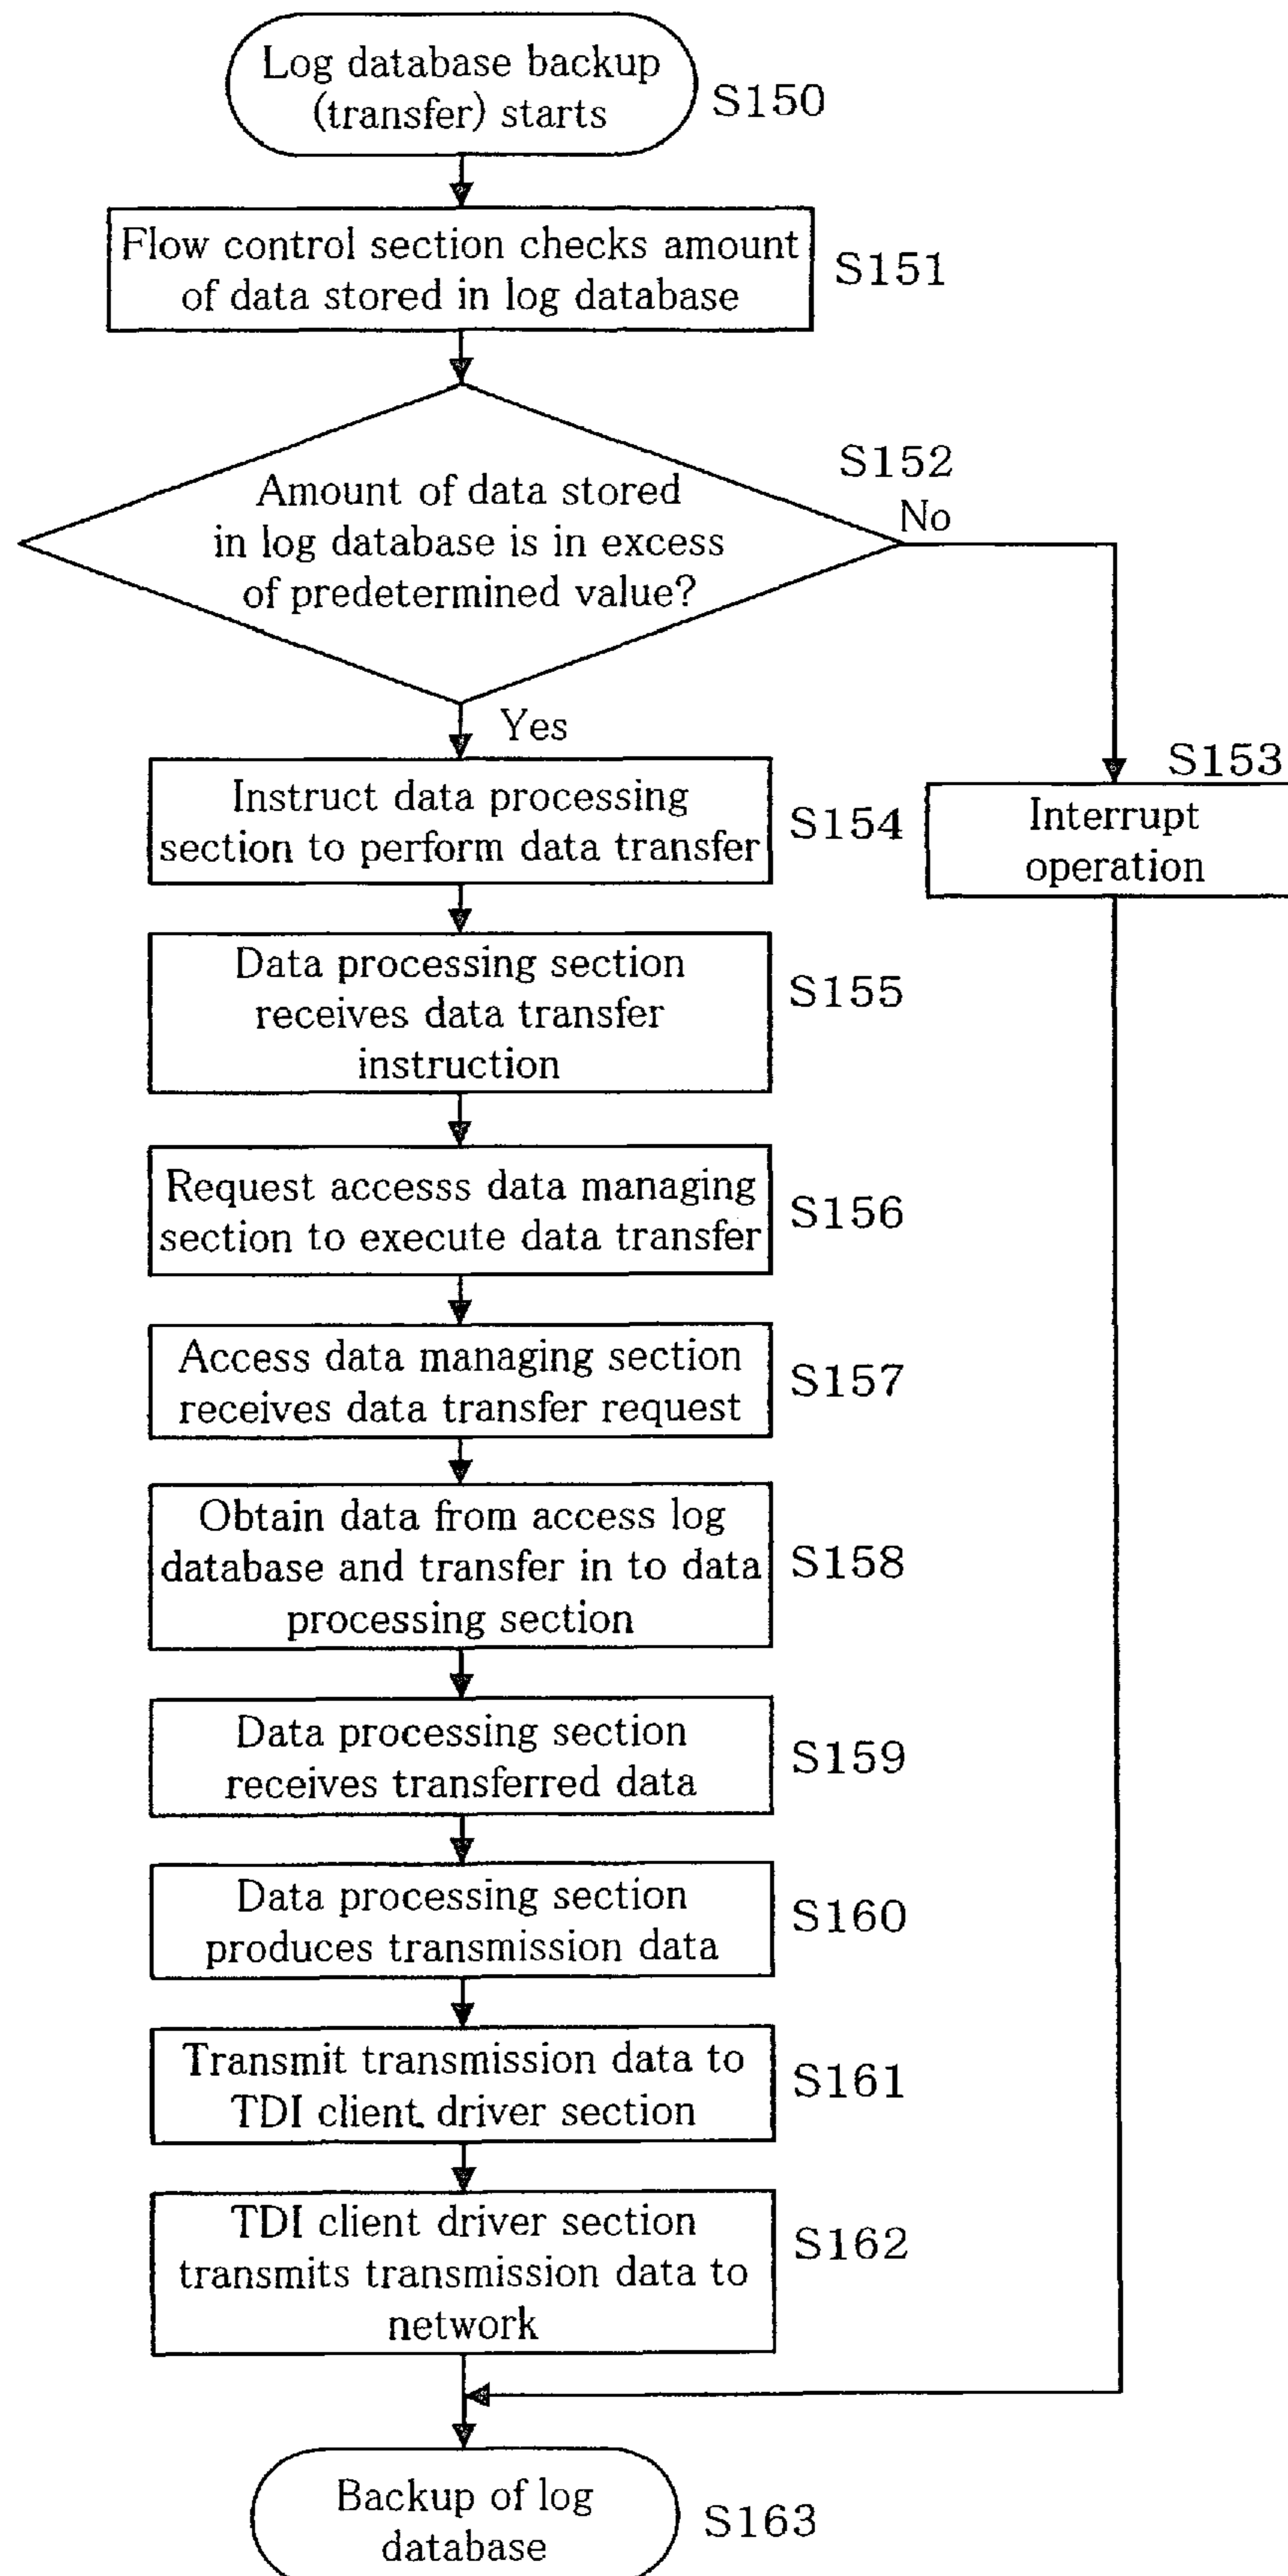 Log database backup
(transfer) starts
S150
Flow control section checks amount
of data stored in log database
S151
S152
Amount of data stored
in log database is in excess
of predetermined value?
No
Yes
S153
Interrupt
operation
Instruct data processing
section to perform data transfer
S154
Data processing section
receives data transfer
instruction
S155
Request accesss data managing
section to execute data transfer
S156
Access data managing section
receives data transfer request
S157
Obtain data from access log
database and transfer in to data
processing section
S158
Data processing section
receives transferred data
S159
Data processing section
produces transmission data
S160
Transmit transmission data to
TDI client driver section
S161
TDI client driver section
transmits transmission data to
network
S162
Backup of log
database
S163